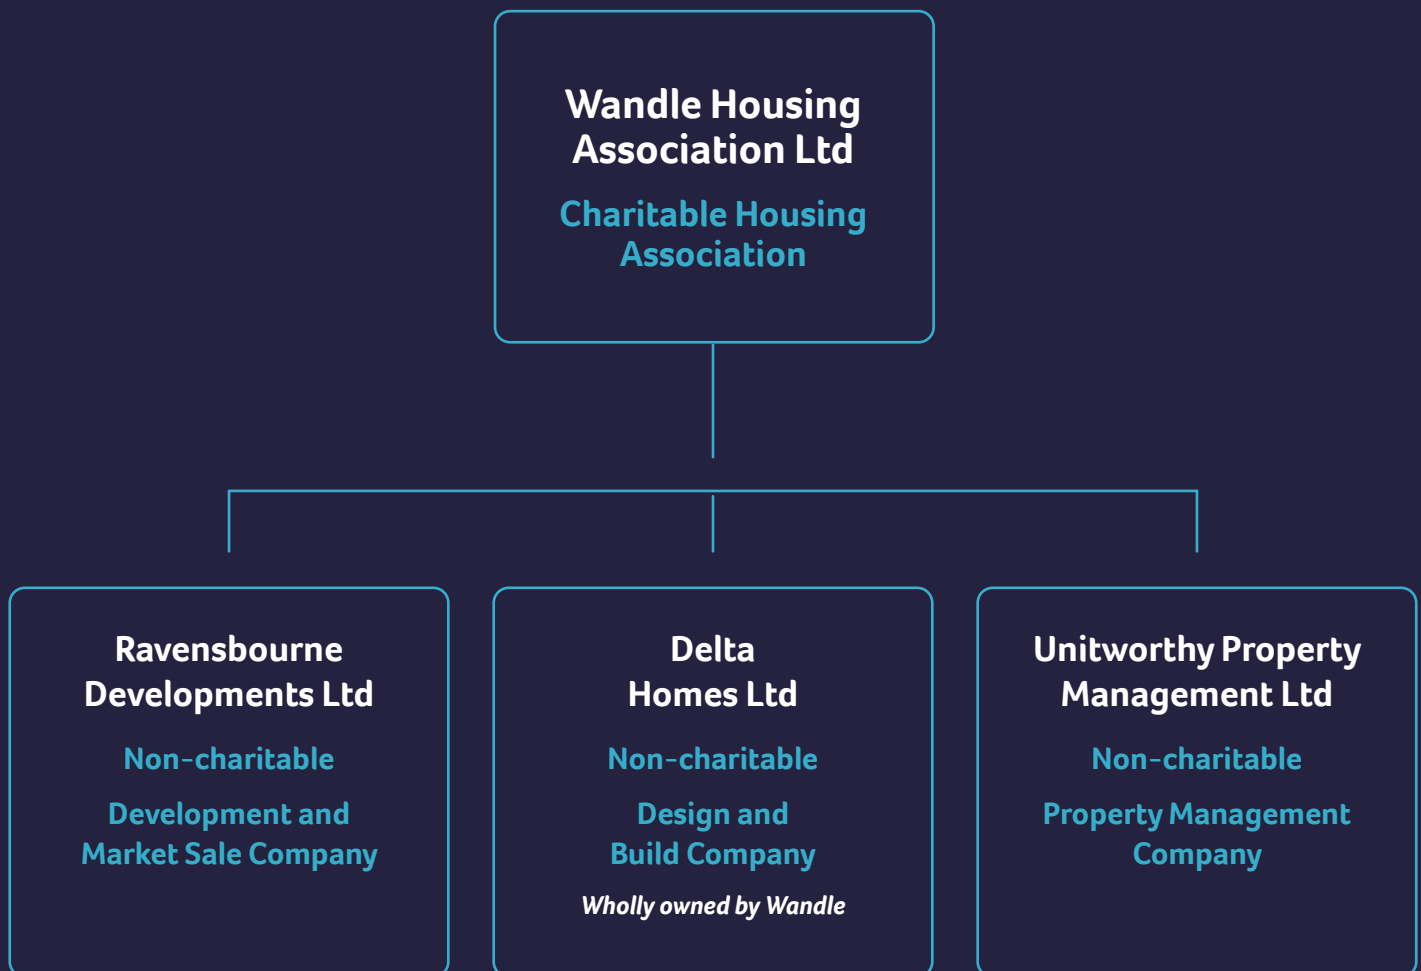 Wandle Housing
Association Ltd
Charitable Housing
Association
Ravensbourne
Developments Ltd
Non-charitable
Development and
Market Sale Company
Delta
Homes Ltd
Non-charitable
Design and
Build Company
Wholly owned by Wandle
Unitworthy Property
Management Ltd
Non-charitable
Property Management
Company